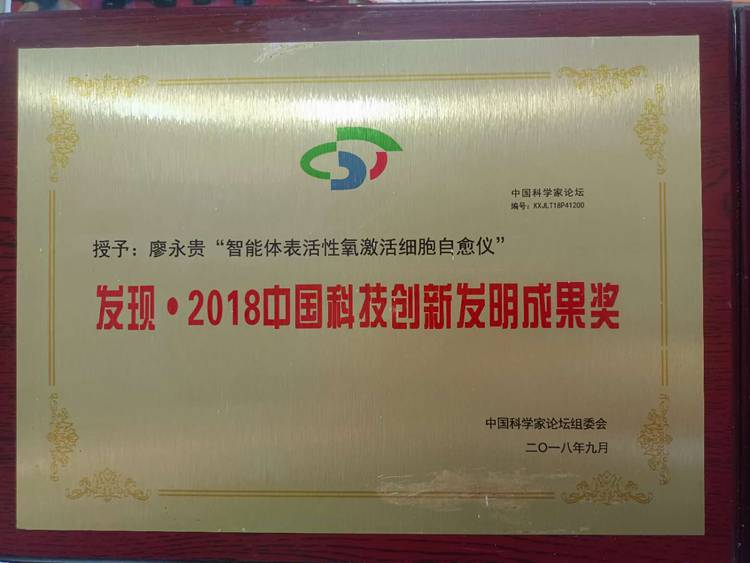 中国科学家论坛
编号：KXJLT18P41200
授予：廖永贵“智能体表活性氧激活细胞自愈仪”
发现·2018中国科技创新发明成果奖
中国科学家论坛组委会
二〇一八年九月